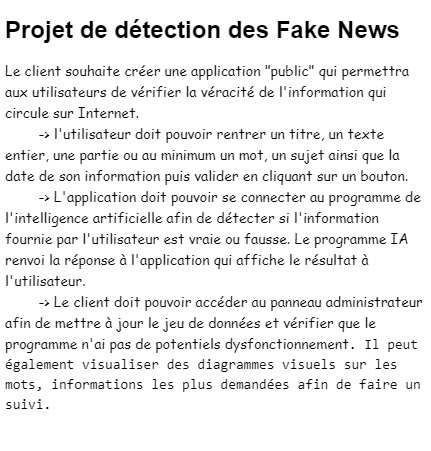 Projet de détection des Fake News
Le client souhaite créer une application "public" qui permettra
aux utilisateurs de vérifier la véracité de l'information qui
circule sur Internet.
-> l'utilisateur doit pouvoir rentrer un titre, un texte
entier, une partie ou au minimum un mot, un sujet ainsi que la
date de son information puis valider en cliquant sur un bouton.
-> L'application doit pouvoir se connecter au programme de
l'intelligence artificielle afin de détecter si l'information
fournie par l'utilisateur est vraie ou fausse. Le programme IA
renvoi la réponse à l'application qui affiche le résultat à
l'utilisateur.
-> Le client doit pouvoir accéder au panneau administrateur
afin de mettre à jour le jeu de données et vérifier que le
programme n'ai pas de potentiels dysfonctionnement. Il peut
également visualiser des diagrammes visuels sur les
mots, informations les plus demandées afin de faire un
suivi.